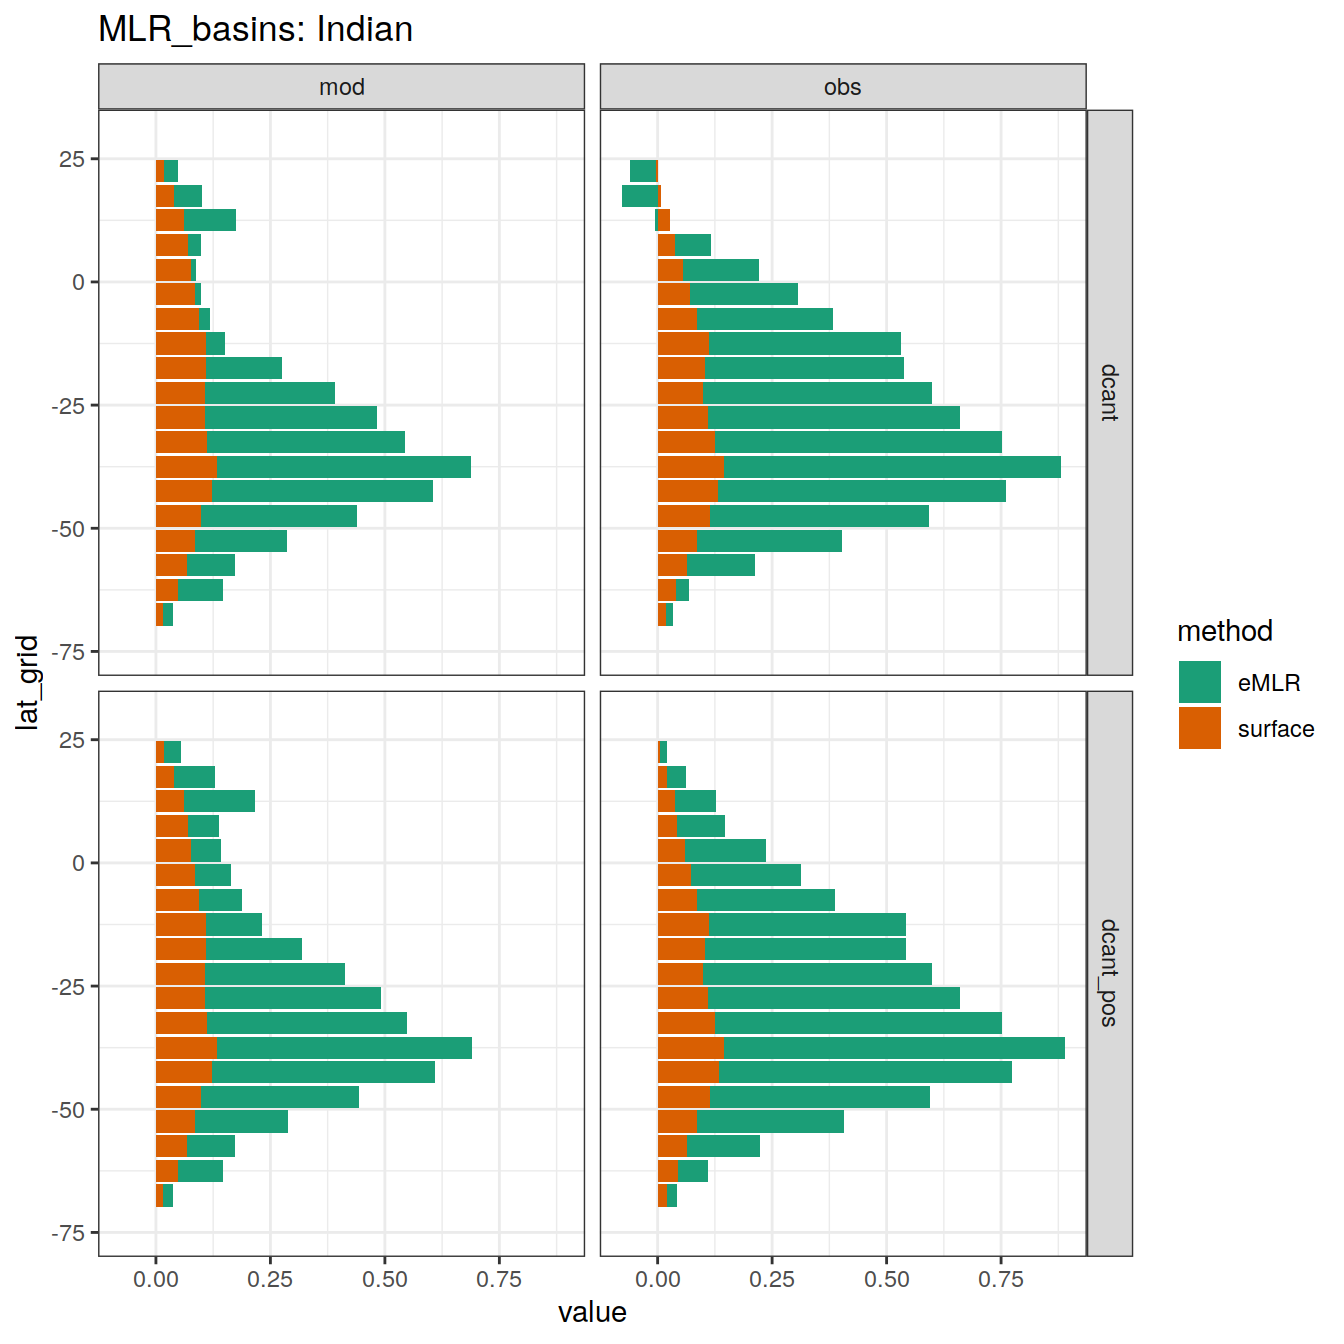 MLR_basins: Indian
mod
obs
25
0
-25
-50
-75
dcant
25
0
-25
-50
-75
dcant_pos
lat_grid
0.00 0.25 0.50 0.75
0.00 0.25 0.50 0.75
value
method
eMLR
surface